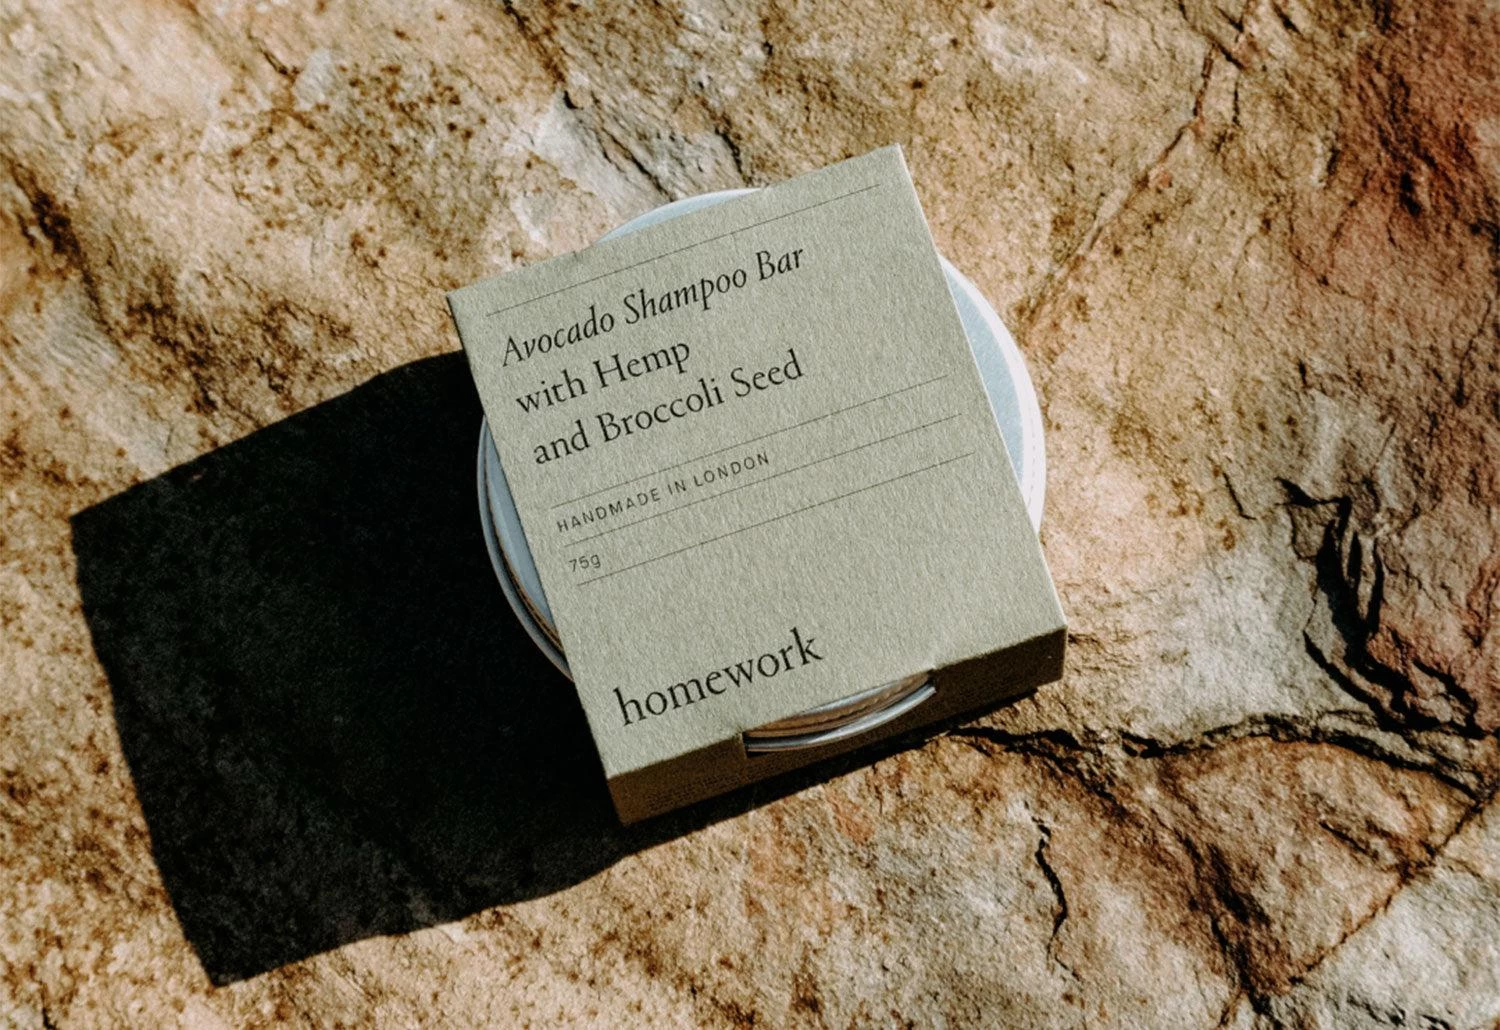 Avocado Shampoo Bar
with Hemp
and Broccoli Seed
HANDMADE IN LONDON
75g
homework